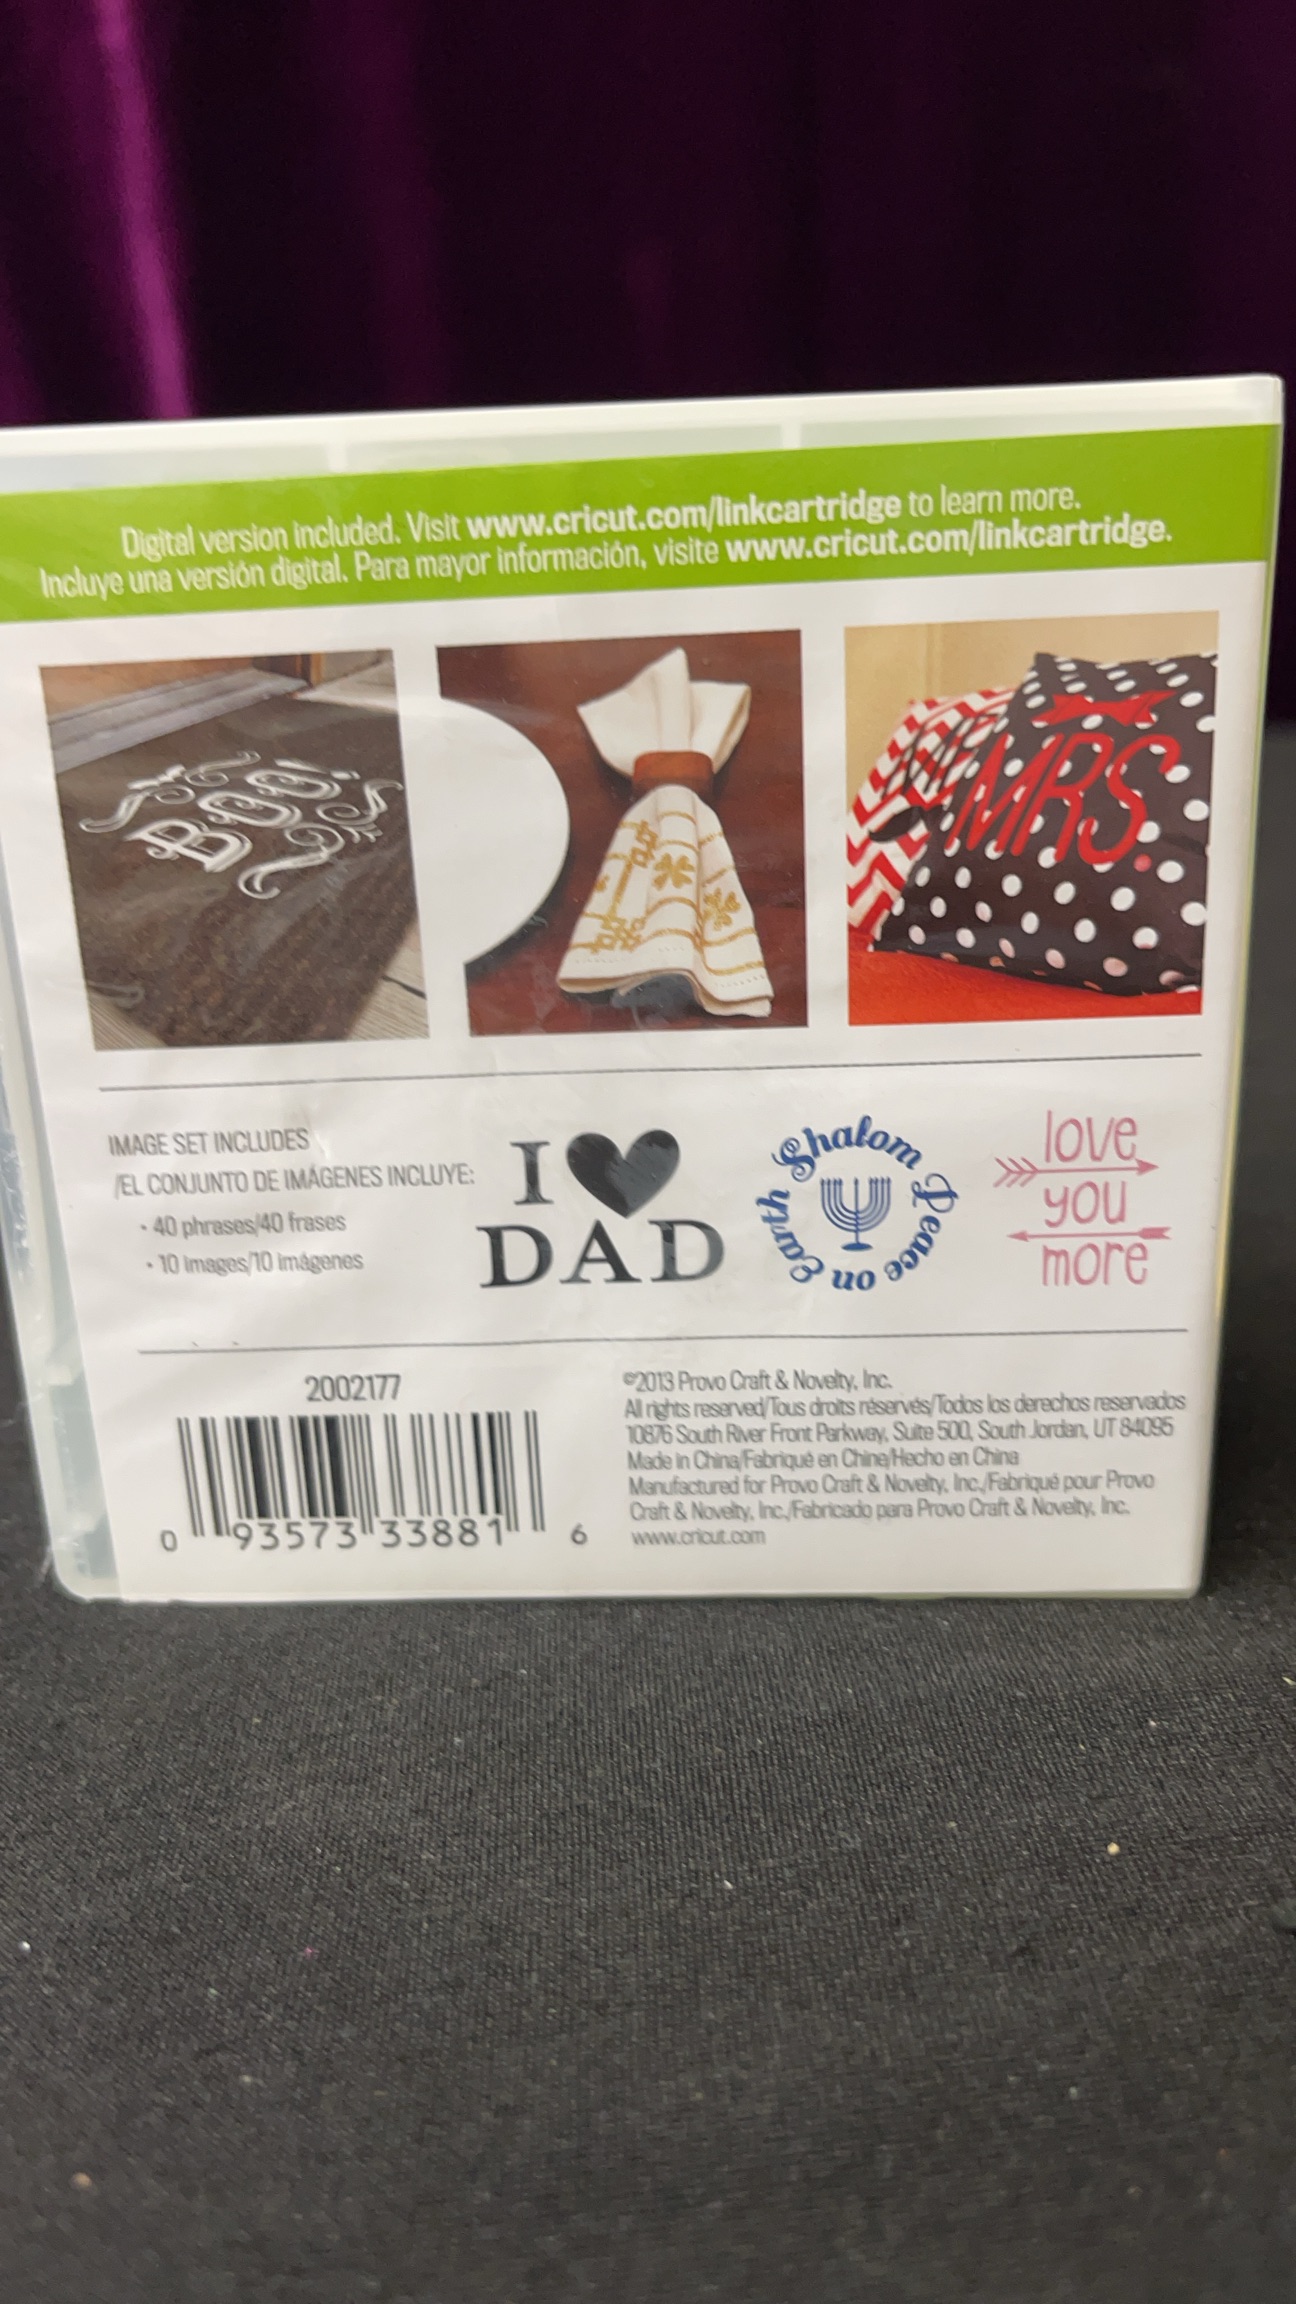 Digital version included. Visit www.cricut.com/linkcartridge to learn more.
Incluye una versión digital. Para mayor información, visite www.cricut.com/linkcartridge.
BOO!
MRS.
IMAGE SET INCLUDES
/EL CONJUNTO DE IMÁGENES INCLUYE:
• 40 phrases/40 frases
• 10 images/10 imágenes
I
DAD
Shalom Peace on Earth
love
you
more
2002177
0 93573 33881 6
©2013 Provo Craft & Novelty, Inc.
All rights reserved/Tous droits réservés/Todos los derechos reservados
10876 South River Front Parkway, Suite 500, South Jordan, UT 84095
Made in China/Fabriqué en Chine/Hecho en China
Manufactured for Provo Craft & Novelty, Inc./Fabriqué pour Provo
Craft & Novelty, Inc./Fabricado para Provo Craft & Novelty, Inc.
www.cricut.com